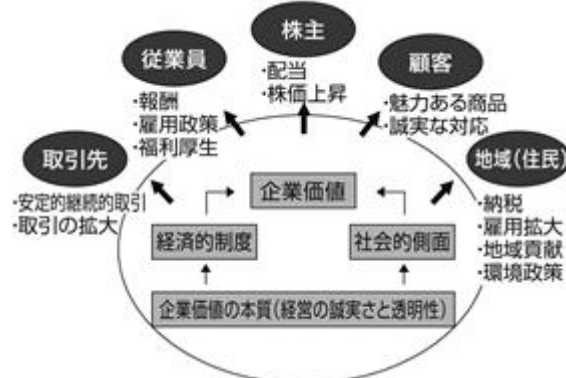 株主
・配当
・株価上昇
従業員
・報酬
・雇用政策
・福利厚生
顧客
・魅力ある商品
・誠実な対応
取引先
・安定的継続的取引
・取引の拡大
地域(住民)
・納税
・雇用拡大
・地域貢献
・環境政策
企業価値
経済的制度
社会的側面
企業価値の本質(経営の誠実さと透明性)